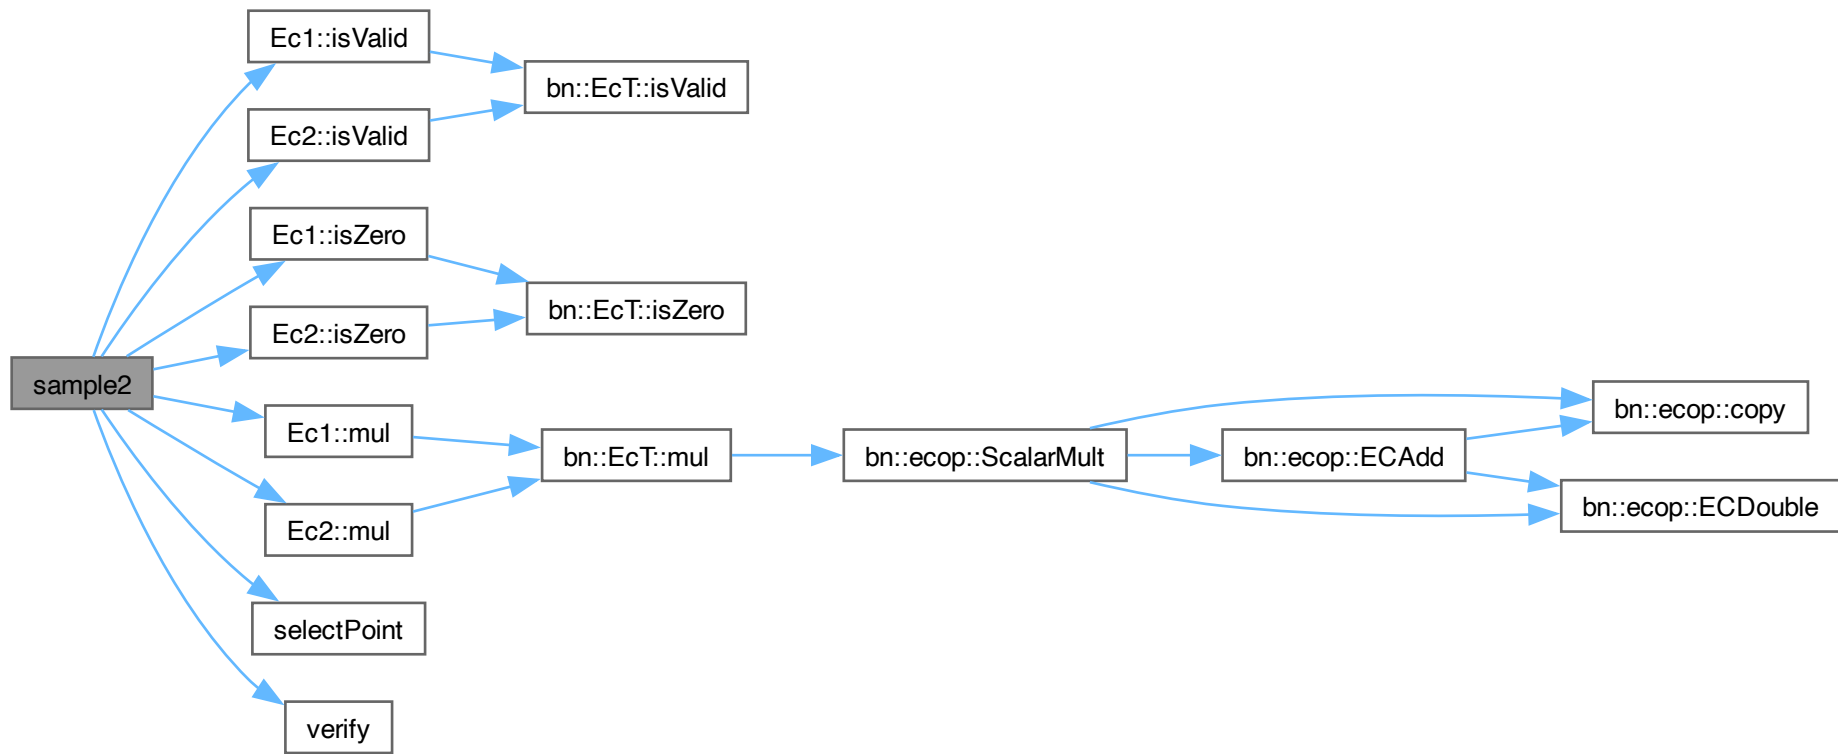 Ec1::isValid
bn::EcT::isValid
Ec2::isValid
Ec1::isZero
bn::EcT::isZero
Ec2::isZero
sample2
Ec1::mul
bn::EcT::mul
bn::ecop::ScalarMult
bn::ecop::ECAdd
bn::ecop::copy
bn::ecop::ECDouble
Ec2::mul
selectPoint
verify